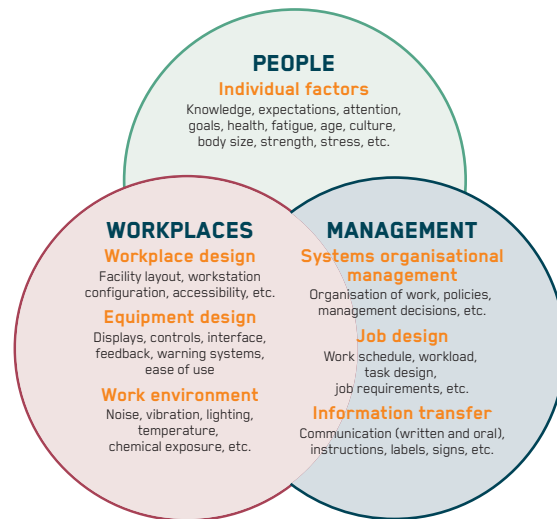 PEOPLE
Individual factors
Knowledge, expectations, attention,
goals, health, fatigue, age, culture,
body size, strength, stress, etc.
WORKPLACES
Workplace design
Facility layout, workstation
configuration, accessibility, etc.
Equipment design
Displays, controls, interface,
feedback, warning systems,
ease of use
Work environment
Noise, vibration, lighting,
temperature,
chemical exposure, etc.
MANAGEMENT
Systems organisational
management
Organisation of work, policies,
management decisions, etc.
Job design
Work schedule, workload,
task design,
job requirements, etc.
Information transfer
Communication (written and oral),
instructions, labels, signs, etc.